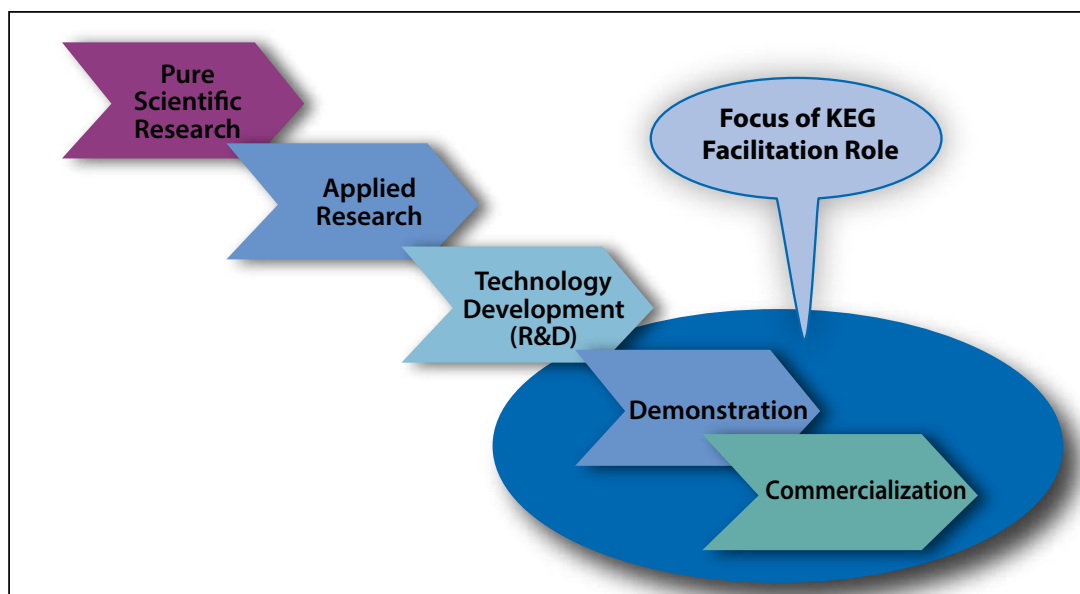 Pure
Scientific
Research
Applied
Research
Technology
Development
(R&D)
Demonstration
Commercialization
Focus of KEG
Facilitation Role